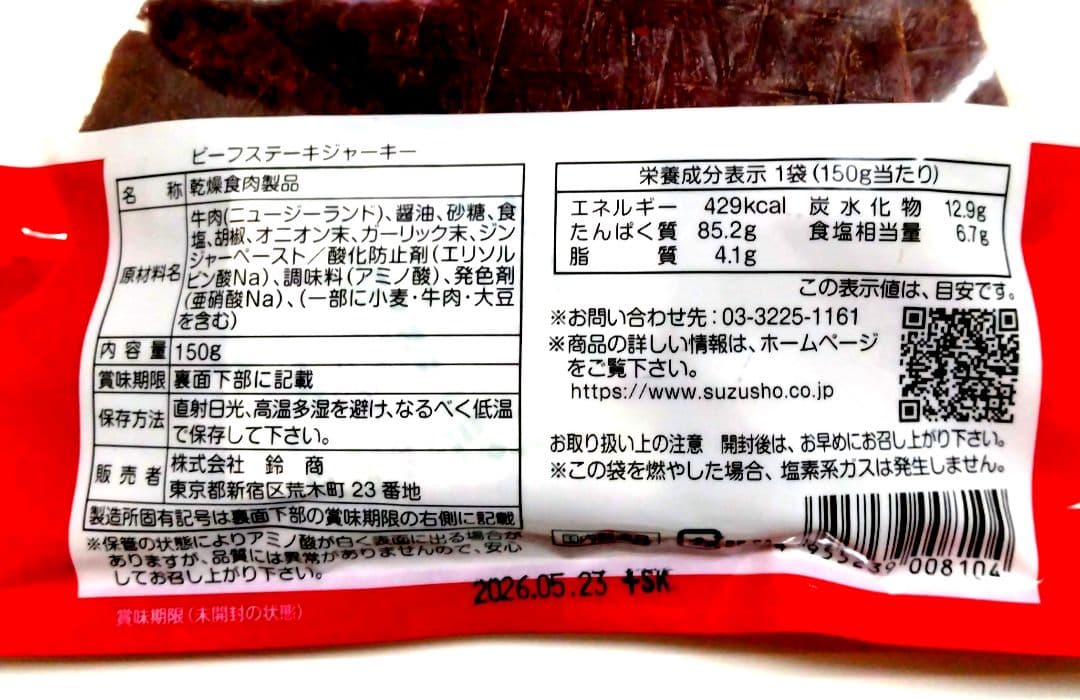 ビーフステーキジャーキー
名 称 乾燥食肉製品
原材料名 牛肉(ニュージーランド)、醤油、砂糖、食
塩、胡椒、オニオン末、ガーリック末、ジン
ジャーペースト/酸化防止剤(エリソル
ビン酸Na)、調味料(アミノ酸)、発色剤
(亜硝酸Na)、(一部に小麦・牛肉・大豆
を含む)
内 容 量 150g
賞味期限 裏面下部に記載
保存方法 直射日光、高温多湿を避け、なるべく低温
で保存して下さい。
販 売 者 株式会社 鈴 商
東京都新宿区荒木町 23 番地
製造所固有記号は裏面下部の賞味期限の右側に記載
※保管の状態によりアミノ酸が白く表面に出る場合が
ありますが、品質には異常がありませんので、安心
してお召し上がり下さい。
賞味期限(未開封の状態)
2026.05.23 +SK
栄養成分表示 1袋(150g当たり)
エネルギー 429kcal 炭水化物 12.9g
たんぱく質 85.2g 食塩相当量 6.7g
脂 質 4.1g
この表示値は、目安です。
※お問い合わせ先:03-3225-1161
※商品の詳しい情報は、ホームページ
をご覧下さい。
https://www.suzusho.co.jp
お取り扱い上の注意 開封後は、お早めにお召し上がり下さい。
※この袋を燃やした場合、塩素系ガスは発生しません。
008104